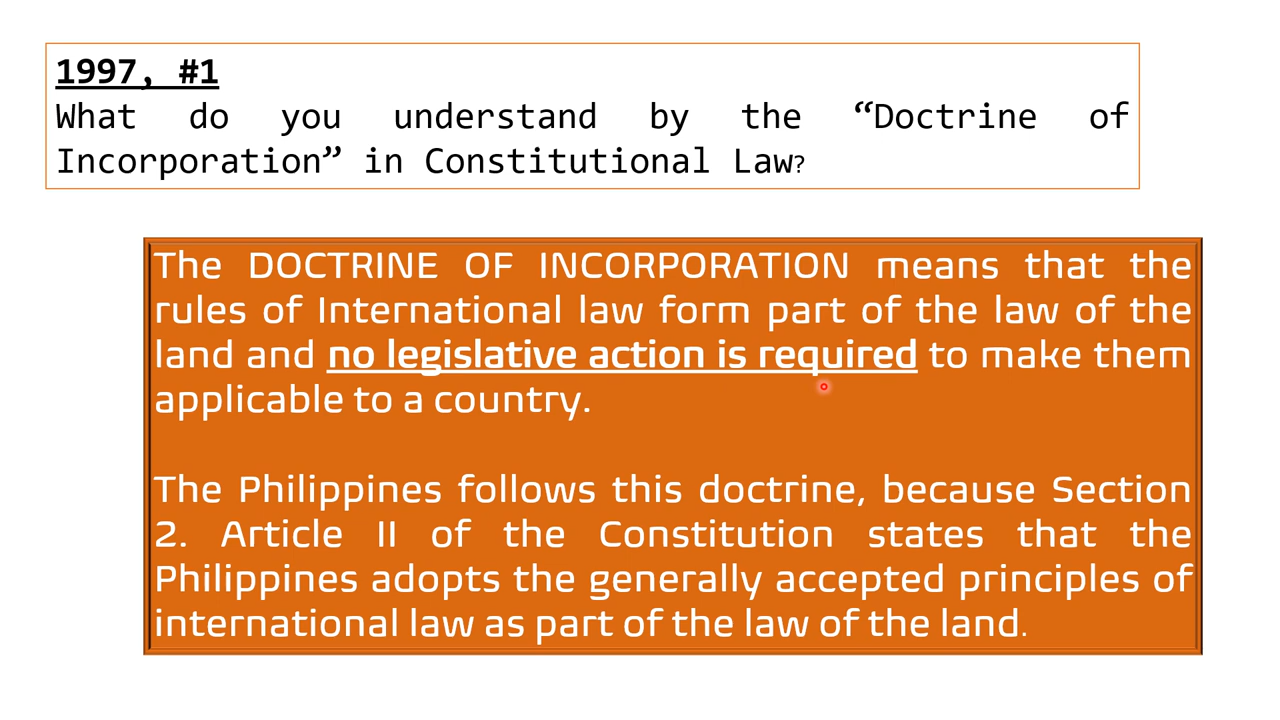 1997, #1
What do you understand by the “Doctrine of
Incorporation” in Constitutional Law?
The DOCTRINE OF INCORPORATION means that the
rules of International law form part of the law of the
land and no legislative action is required to make them
applicable to a country.
The Philippines follows this doctrine, because Section
2. Article II of the Constitution states that the
Philippines adopts the generally accepted principles of
international law as part of the law of the land.